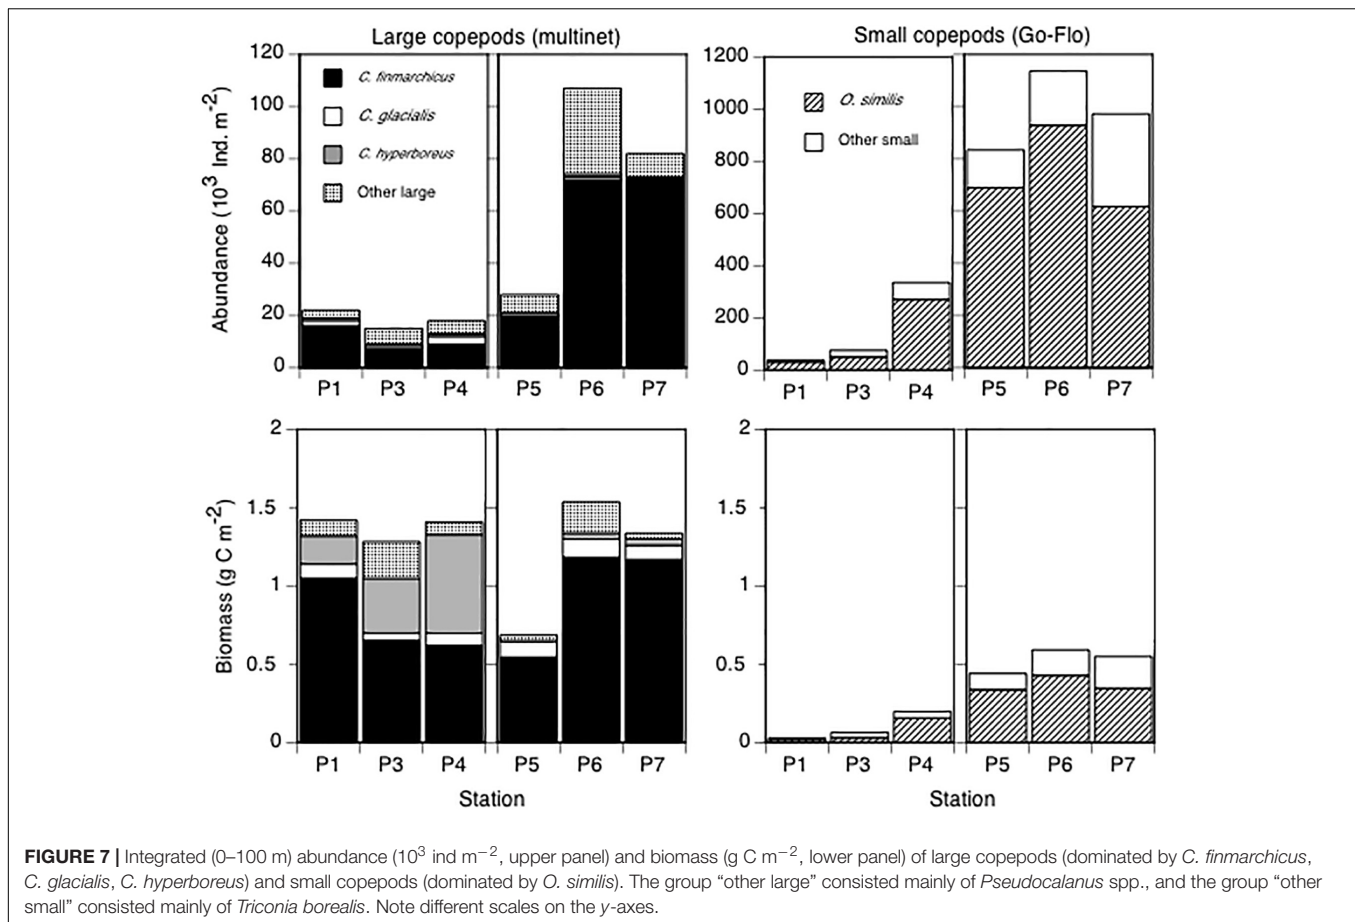 Large copepods (multinet)
Small copepods (Go-Flo)
Abundance (10³ Ind. m⁻²)
120
100
80
60
40
20
0
C. finmarchicus
C. glacialis
C. hyperboreus
Other large
P1 P3 P4 P5 P6 P7
1200
1000
800
600
400
200
0
O. similis
Other small
P1 P3 P4 P5 P6 P7
Biomass (g C m⁻²)
2
1.5
1
0.5
0
P1 P3 P4 P5 P6 P7
Station
2
1.5
1
0.5
0
P1 P3 P4 P5 P6 P7
Station
FIGURE 7 | Integrated (0–100 m) abundance (10³ ind m⁻², upper panel) and biomass (g C m⁻², lower panel) of large copepods (dominated by C. finmarchicus,
C. glacialis, C. hyperboreus) and small copepods (dominated by O. similis). The group “other large” consisted mainly of Pseudocalanus spp., and the group “other
small” consisted mainly of Triconia borealis. Note different scales on the y-axes.